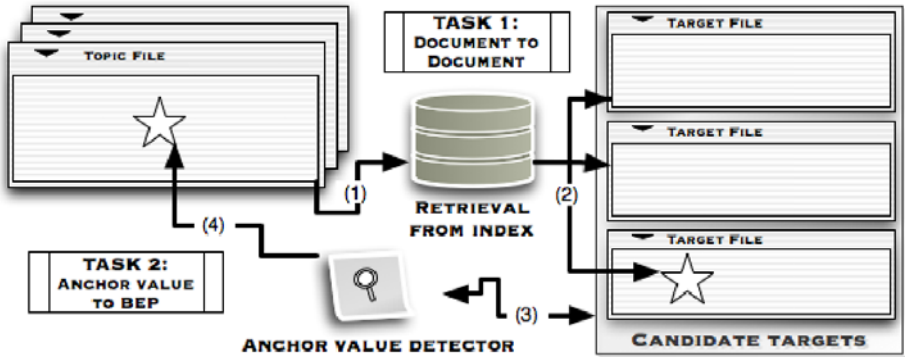 TOPIC FILE
TASK 1:
DOCUMENT TO
DOCUMENT
TARGET FILE
TARGET FILE
TARGET FILE
(1)
(2)
RETRIEVAL
FROM INDEX
(4)
TASK 2:
ANCHOR VALUE
TO BEP
(3)
ANCHOR VALUE DETECTOR
CANDIDATE TARGETS